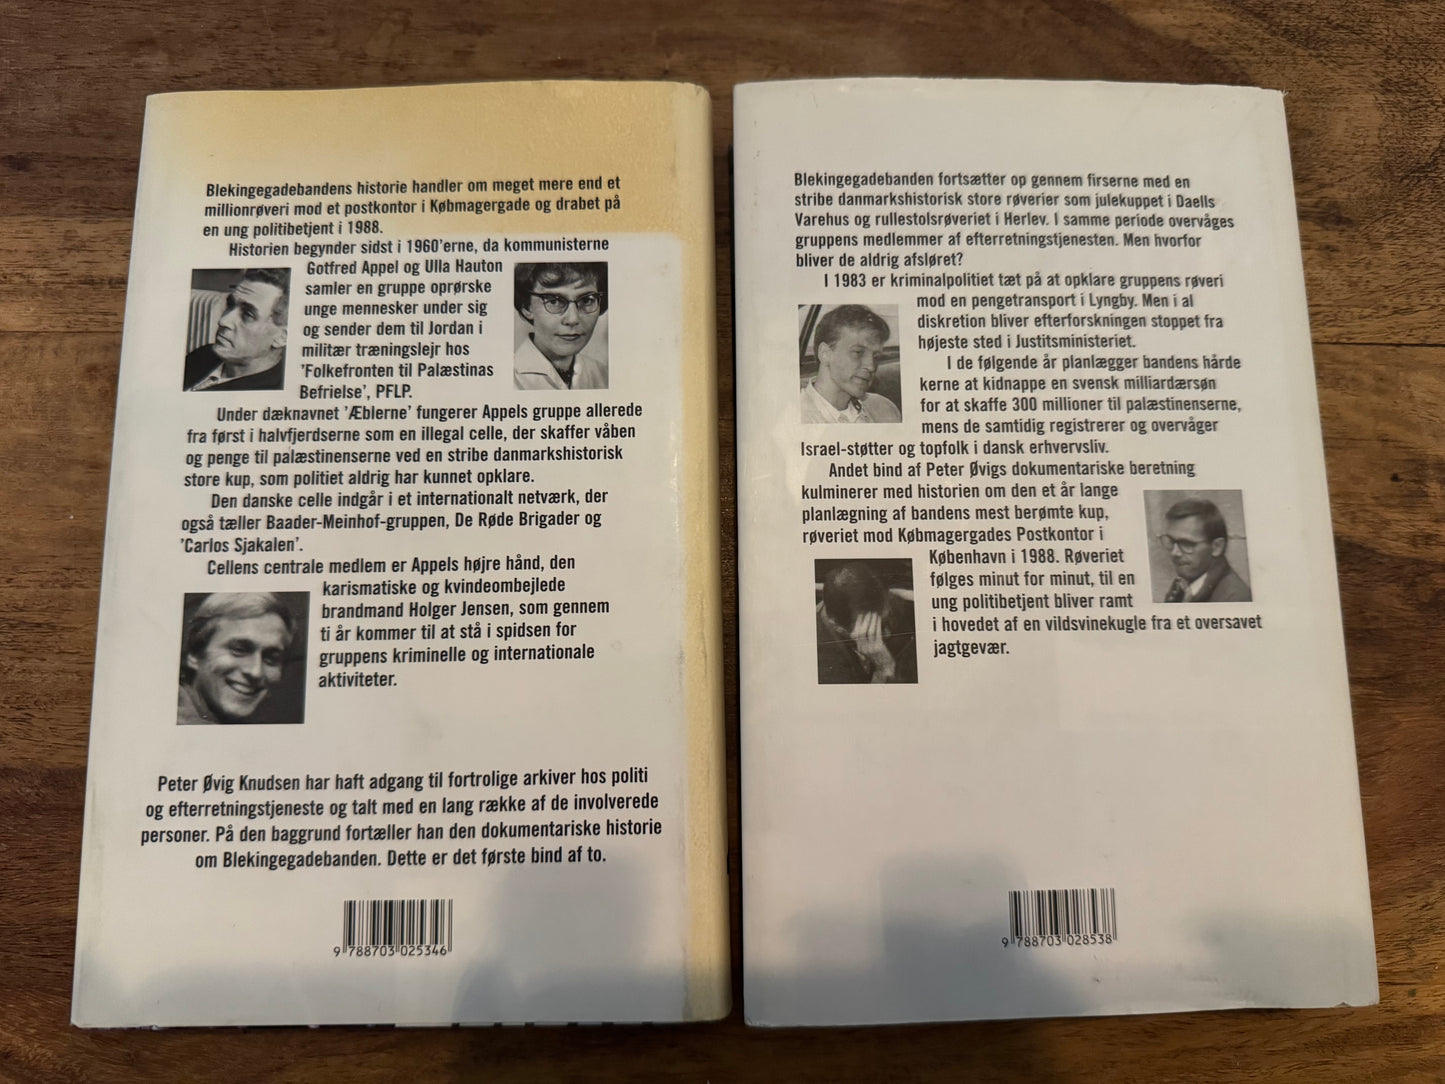 Blekingegadebandens historie handler om meget mere end et
millionrøveri mod et postkontor i Købmagergade og drabet på
en ung politibetjent i 1988.
Historien begynder sidst i 1960'erne, da kommunisterne
Gotfred Appel og Ulla Hauton
samler en gruppe oprørske
unge mennesker under sig
og sender dem til Jordan i
militær træningslejr hos
'Folkefronten til Palæstinas
Befrielse', PFLP.
Under dæknavnet 'Æblerne' fungerer Appels gruppe allerede
fra først i halvfjerdserne som en illegal celle, der skaffer våben
og penge til palæstinenserne ved en stribe danmarkshistorisk
store kup, som politiet aldrig har kunnet opklare.
Den danske celle indgår i et internationalt netværk, der
også tæller Baader-Meinhof-gruppen, De Røde Brigader og
'Carlos Sjakalen'.
Cellens centrale medlem er Appels højre hånd, den
karismatiske og kvindeombejlede
brandmand Holger Jensen, som gennem
ti år kommer til at stå i spidsen for
gruppens kriminelle og internationale
aktiviteter.
Peter Øvig Knudsen har haft adgang til fortrolige arkiver hos politi
og efterretningstjeneste og talt med en lang række af de involverede
personer. På den baggrund fortæller han den dokumentariske historie
om Blekingegadebanden. Dette er det første bind af to.
9 788703 025346
Blekingegadebanden fortsætter op gennem firserne med en
stribe danmarkshistorisk store røverier som julekuppet i Daells
Varehus og rullestolsrøveriet i Herlev. I samme periode overvåges
gruppens medlemmer af efterretningstjenesten. Men hvorfor
bliver de aldrig afsløret?
I 1983 er kriminalpolitiet tæt på at opklare gruppens røveri
mod en pengetransport i Lyngby. Men i al
diskretion bliver efterforskningen stoppet fra
højeste sted i Justitsministeriet.
I de følgende år planlægger bandens hårde
kerne at kidnappe en svensk milliardærsøn
for at skaffe 300 millioner til palæstinenserne,
mens de samtidig registrerer og overvåger
Israel-støtter og topfolk i dansk erhvervsliv.
Andet bind af Peter Øvigs dokumentariske beretning
kulminerer med historien om den et år lange
planlægning af bandens mest berømte kup,
røveriet mod Købmagergades Postkontor i
København i 1988. Røveriet
følges minut for minut, til en
ung politibetjent bliver ramt
i hovedet af en vildsvinekugle fra et oversavet
jagtgevær.
9 788703 028538